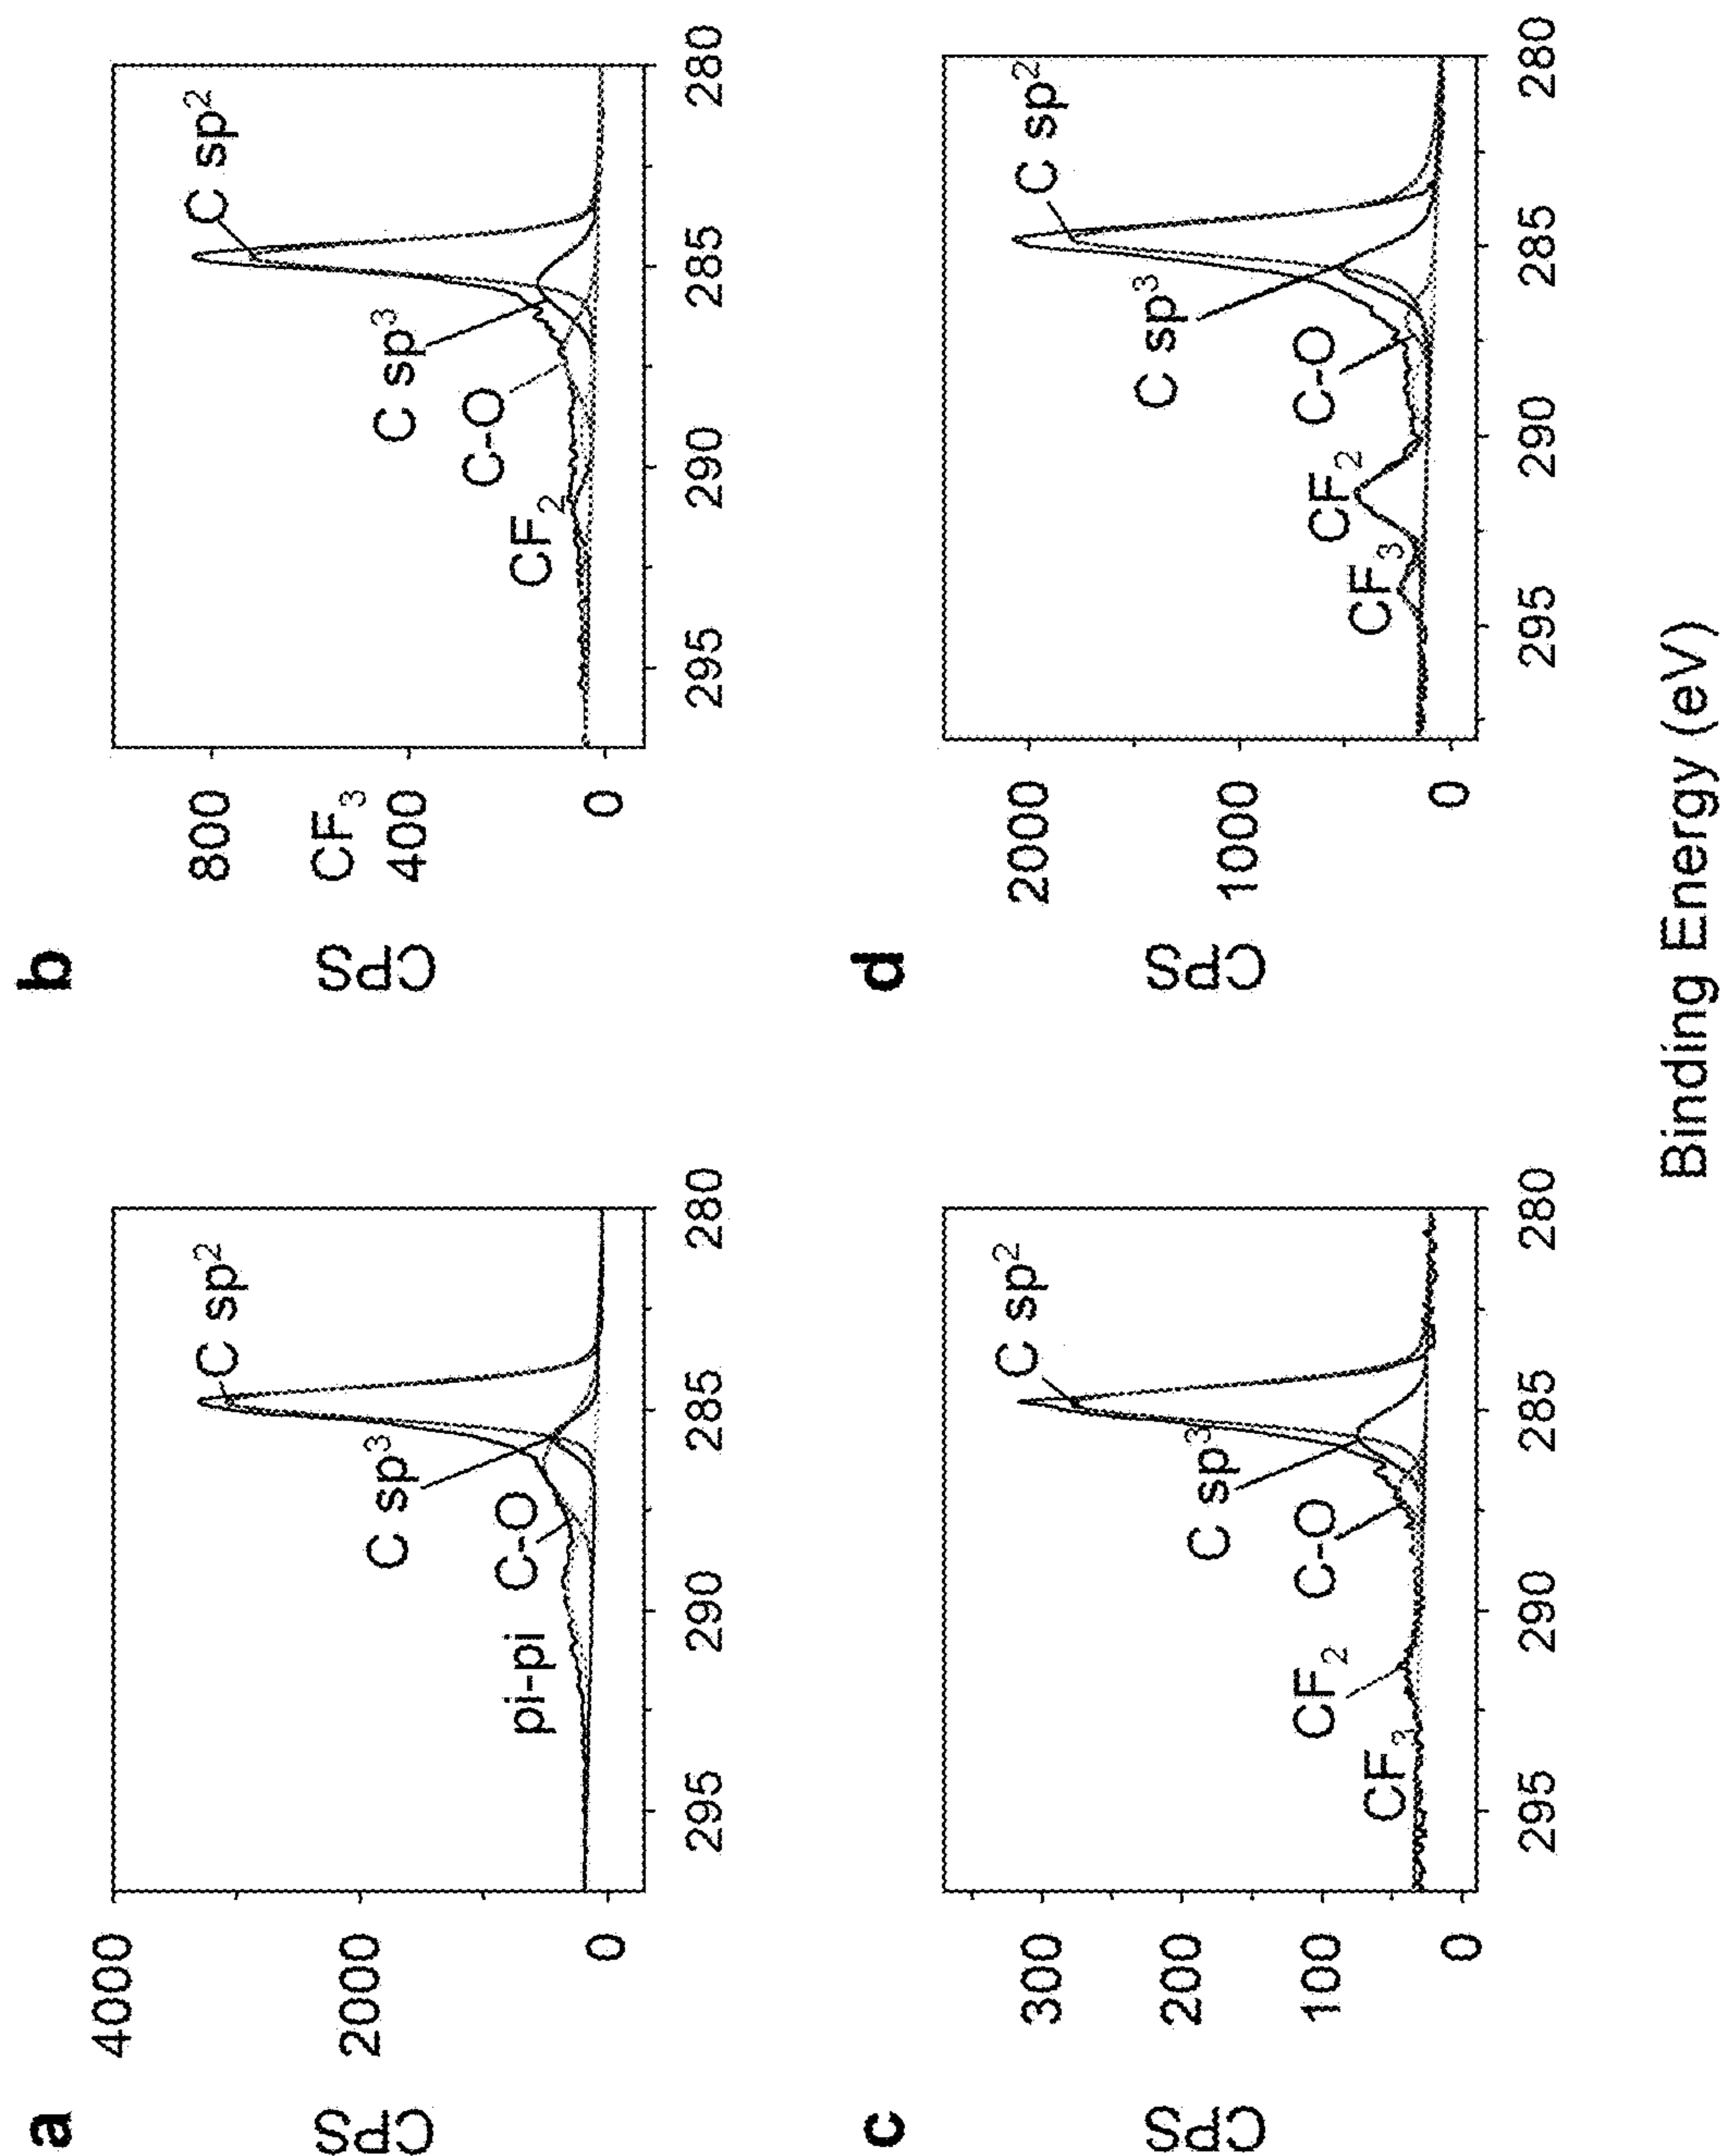 a
CPS
4000
2000
0
C sp²
C sp³
C-O
pi-pi
295
290
285
280
b
CPS
800
CF₃
400
0
C sp²
C sp³
C-O
CF₂
295
290
285
280
c
CPS
300
200
100
0
C sp²
C sp³
C-O
CF₂
CF₃
295
290
285
280
d
CPS
2000
1000
0
C sp²
C sp³
C-O
CF₂
CF₃
295
290
285
280
Binding Energy (eV)